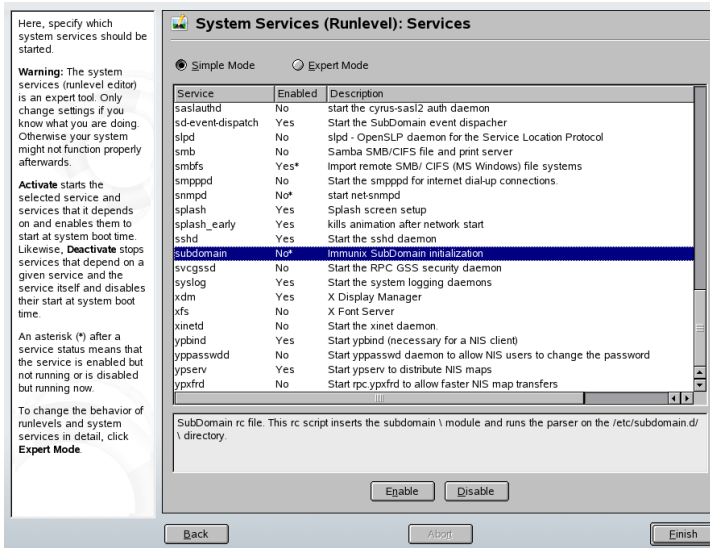 Here, specify which
system services should be
started.
Warning: The system
services (runlevel editor)
is an expert tool. Only
change settings if you
know what you are doing.
Otherwise your system
might not function properly
afterwards.
Activate starts the
selected service and
services that it depends
on and enables them to
start at system boot time.
Likewise, Deactivate stops
services that depend on a
given service and the
service itself and disables
their start at system boot
time.
An asterisk (*) after a
service status means that
the service is enabled but
not running or is disabled
but running now.
To change the behavior of
runlevels and system
services in detail, click
Expert Mode.
System Services (Runlevel): Services
Simple Mode Expert Mode
Service Enabled Description
saslauthd No start the cyrus-sasl2 auth daemon
sd-event-dispatch Yes Start the SubDomain event dispacher
slpd No slpd - OpenSLP daemon for the Service Location Protocol
smb No Samba SMB/CIFS file and print server
smbfs Yes* Import remote SMB/ CIFS (MS Windows) file systems
smpppd No Start the smpppd for internet dial-up connections.
snmpd No* start net-snmpd
splash Yes Splash screen setup
splash_early Yes kills animation after network start
sshd Yes Start the sshd daemon
subdomain No* Immunix SubDomain initialization
svcgssd No Start the RPC GSS security daemon
syslog Yes Start the system logging daemons
xdm Yes X Display Manager
xfs No X Font Server
xinetd No Start the xinet daemon.
ypbind Yes Start ypbind (necessary for a NIS client)
yppasswdd No Start yppasswd daemon to allow NIS users to change the password
ypserv Yes Start ypserv to distribute NIS maps
ypxfrd No Start rpc.ypxfrd to allow faster NIS map transfers
SubDomain rc file. This rc script inserts the subdomain \ module and runs the parser on the /etc/subdomain.d/
\ directory.
Enable Disable
Back Abort Finish